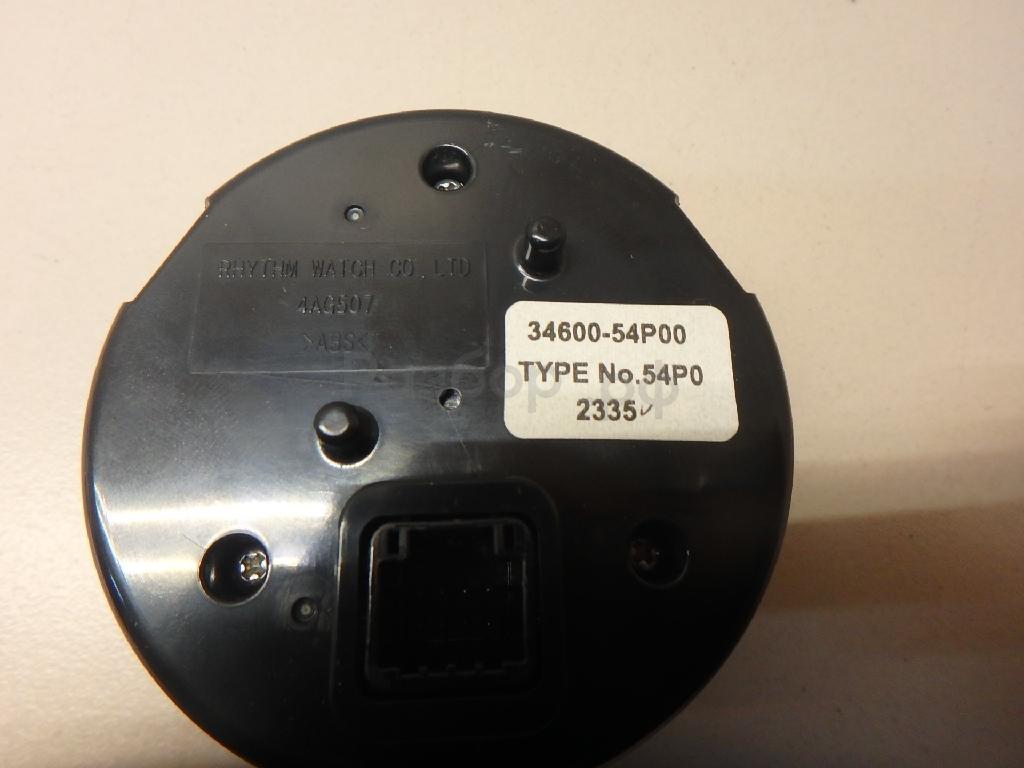 RHYTHM WATCH CO.,LTD
4AG507
>ABS<
34600-54P00
TYPE No.54P0
2335